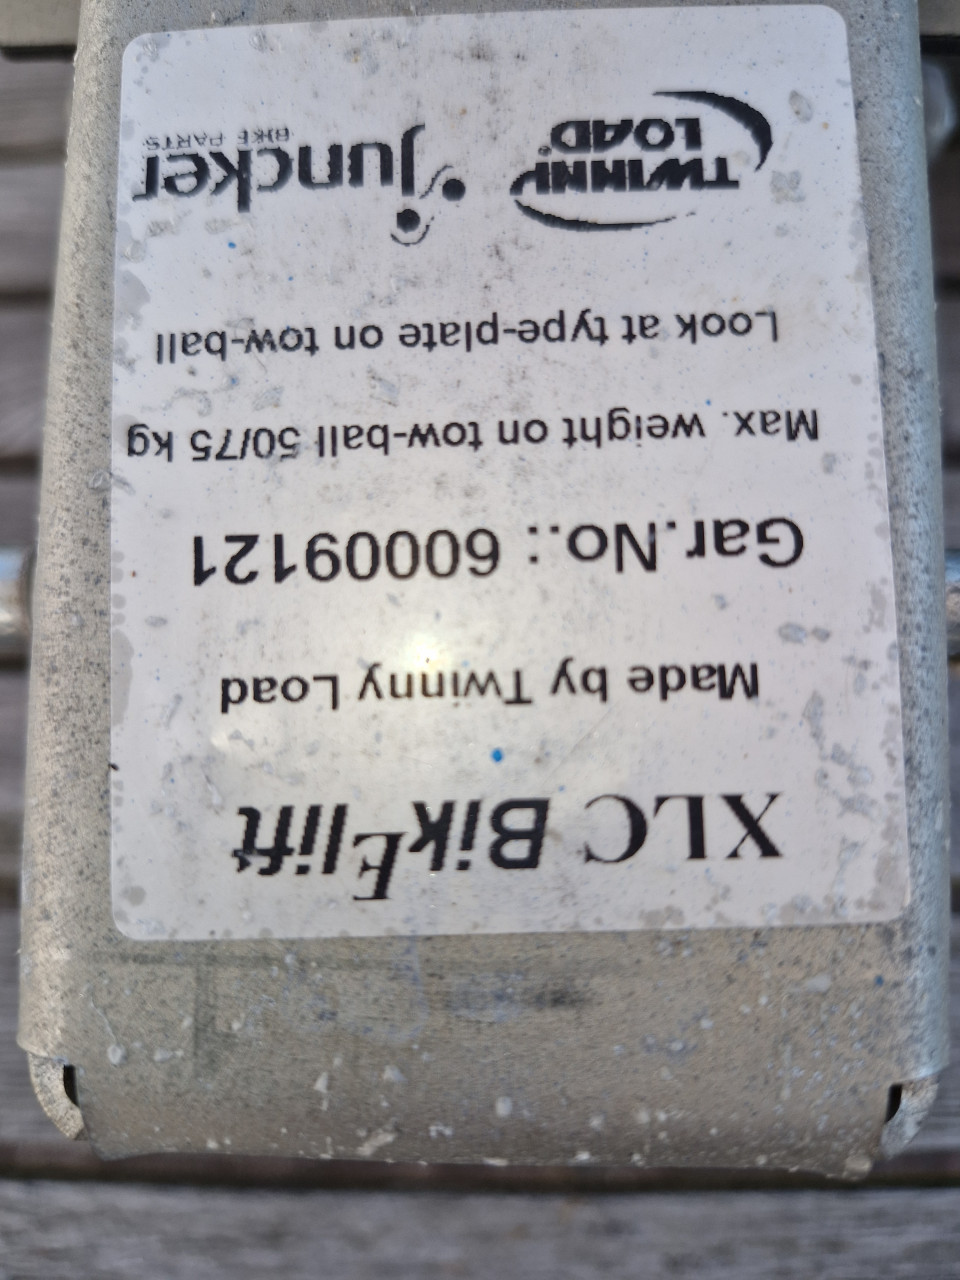 XLC BikElift
Made by Twinny Load
Gar.No.: 60009121
Max. weight on tow-ball 50/75 kg
Look at type-plate on tow-ball
TWINNY
LOAD®
juncker
BIKE PARTS